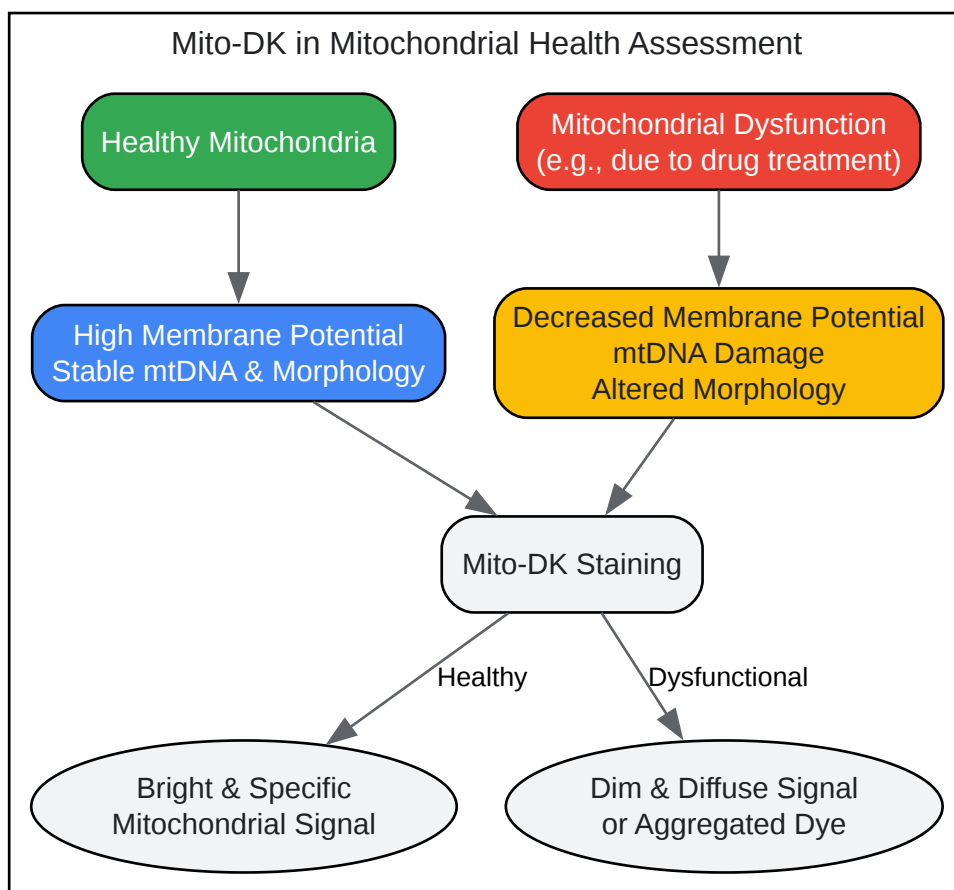 Mito-DK in Mitochondrial Health Assessment
Healthy Mitochondria
Mitochondrial Dysfunction
(e.g., due to drug treatment)
High Membrane Potential
Stable mtDNA & Morphology
Decreased Membrane Potential
mtDNA Damage
Altered Morphology
Mito-DK Staining
Healthy
Dysfunctional
Bright & Specific
Mitochondrial Signal
Dim & Diffuse Signal
or Aggregated Dye